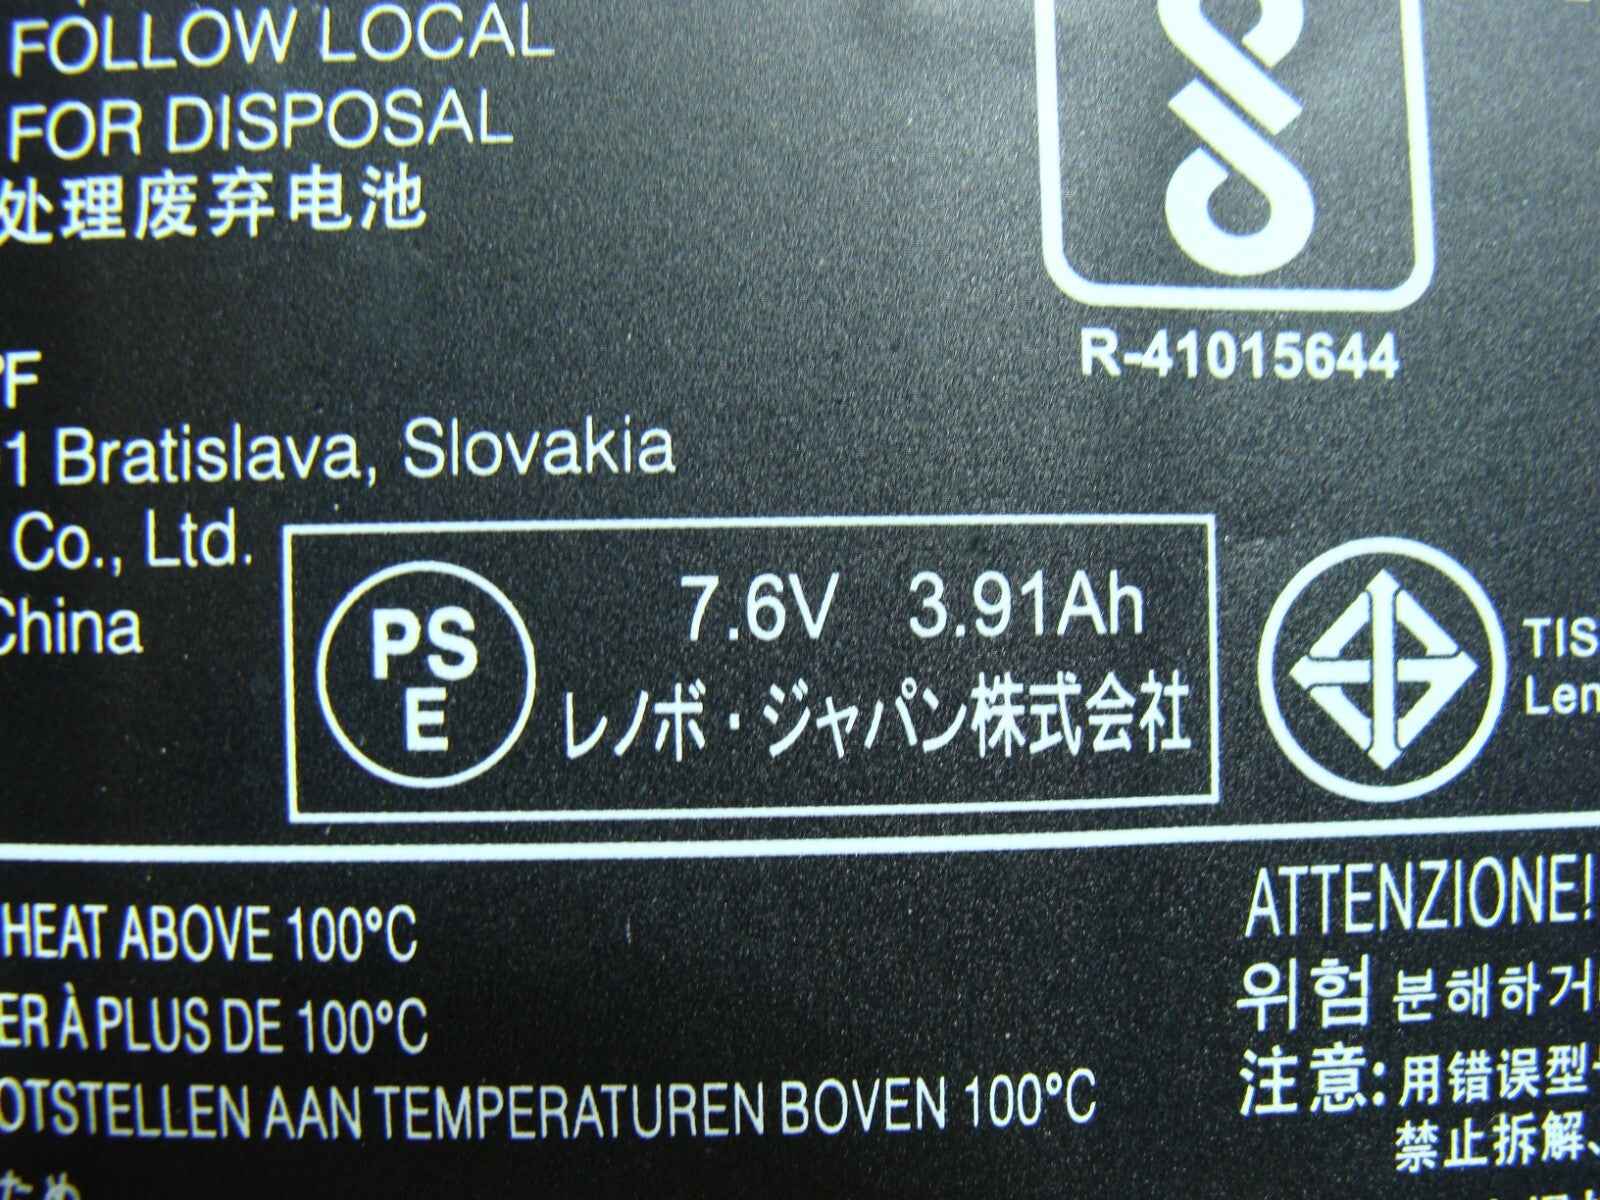 FOLLOW LOCAL
FOR DISPOSAL
处理废弃电池
R-41015644
°F
1 Bratislava, Slovakia
Co., Ltd.
China
PS
E
7.6V 3.91Ah
レノボ・ジャパン株式会社
TIS
Len
HEAT ABOVE 100°C
ER À PLUS DE 100°C
OTSTELLEN AAN TEMPERATUREN BOVEN 100°C
ため
ATTENZIONE!
위험 분해하거
注意: 用错误型
禁止拆解、